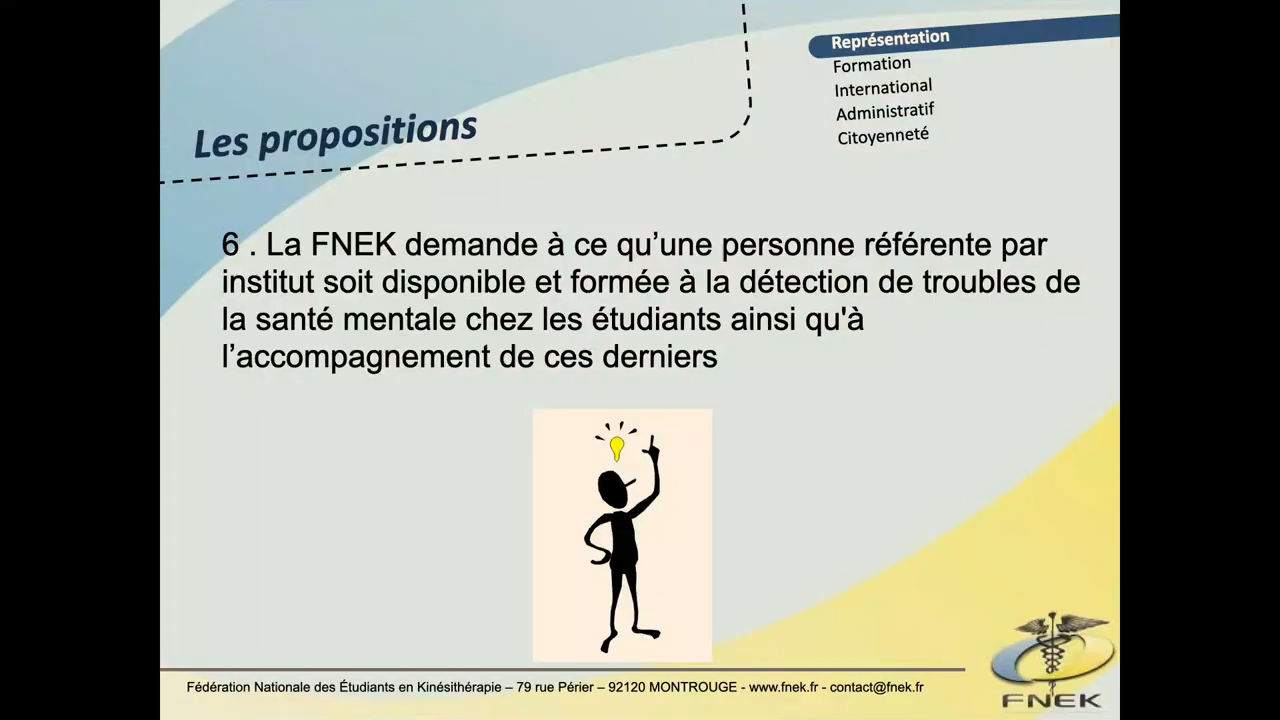 Représentation
Formation
International
Administratif
Citoyenneté
Les propositions
6 . La FNEK demande à ce qu’une personne référente par
institut soit disponible et formée à la détection de troubles de
la santé mentale chez les étudiants ainsi qu'à
l’accompagnement de ces derniers
Fédération Nationale des Étudiants en Kinésithérapie – 79 rue Périer – 92120 MONTROUGE - www.fnek.fr - contact@fnek.fr
FNEK